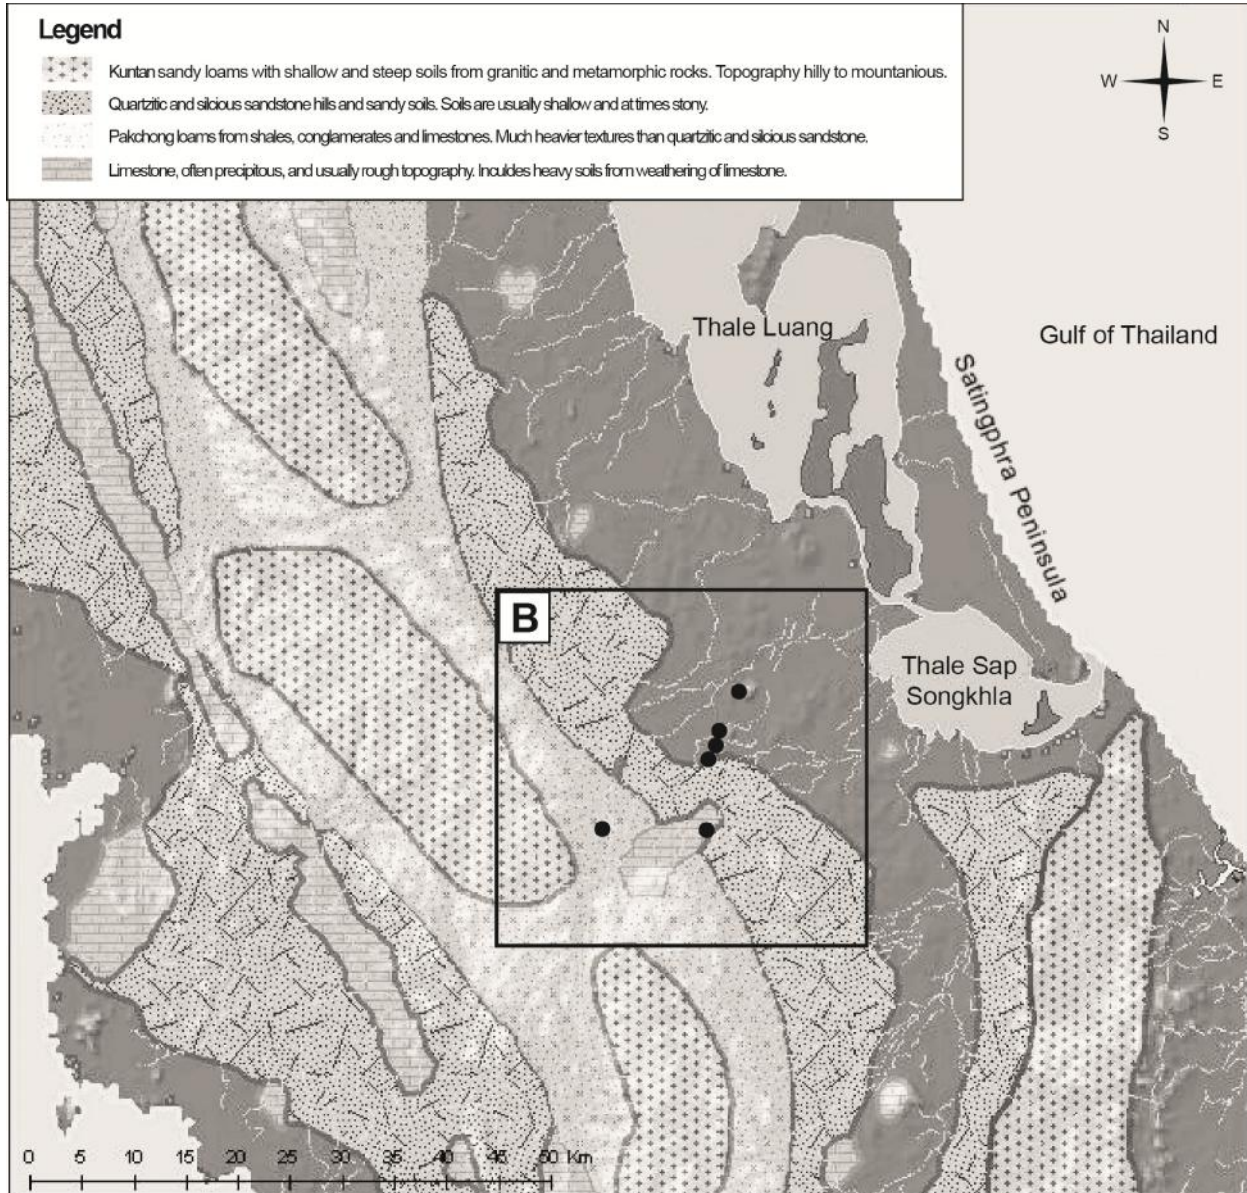 Legend
Kuntan sandy loams with shallow and steep soils from granitic and metamorphic rocks. Topography hilly to mountanious.
Quartzitic and silcious sandstone hills and sandy soils. Soils are usually shallow and at times stony.
Pakchong loams from shales, conglamerates and limestones. Much heavier textures than quartzitic and silcious sandstone.
Limestone, often precipitous, and usually rough topography. Inculdes heavy soils from weathering of limestone.
N
W E
S
Thale Luang
Gulf of Thailand
Satingphra Peninsula
B
Thale Sap
Songkhla
0 5 10 15 20 25 30 35 40 45 50 Km